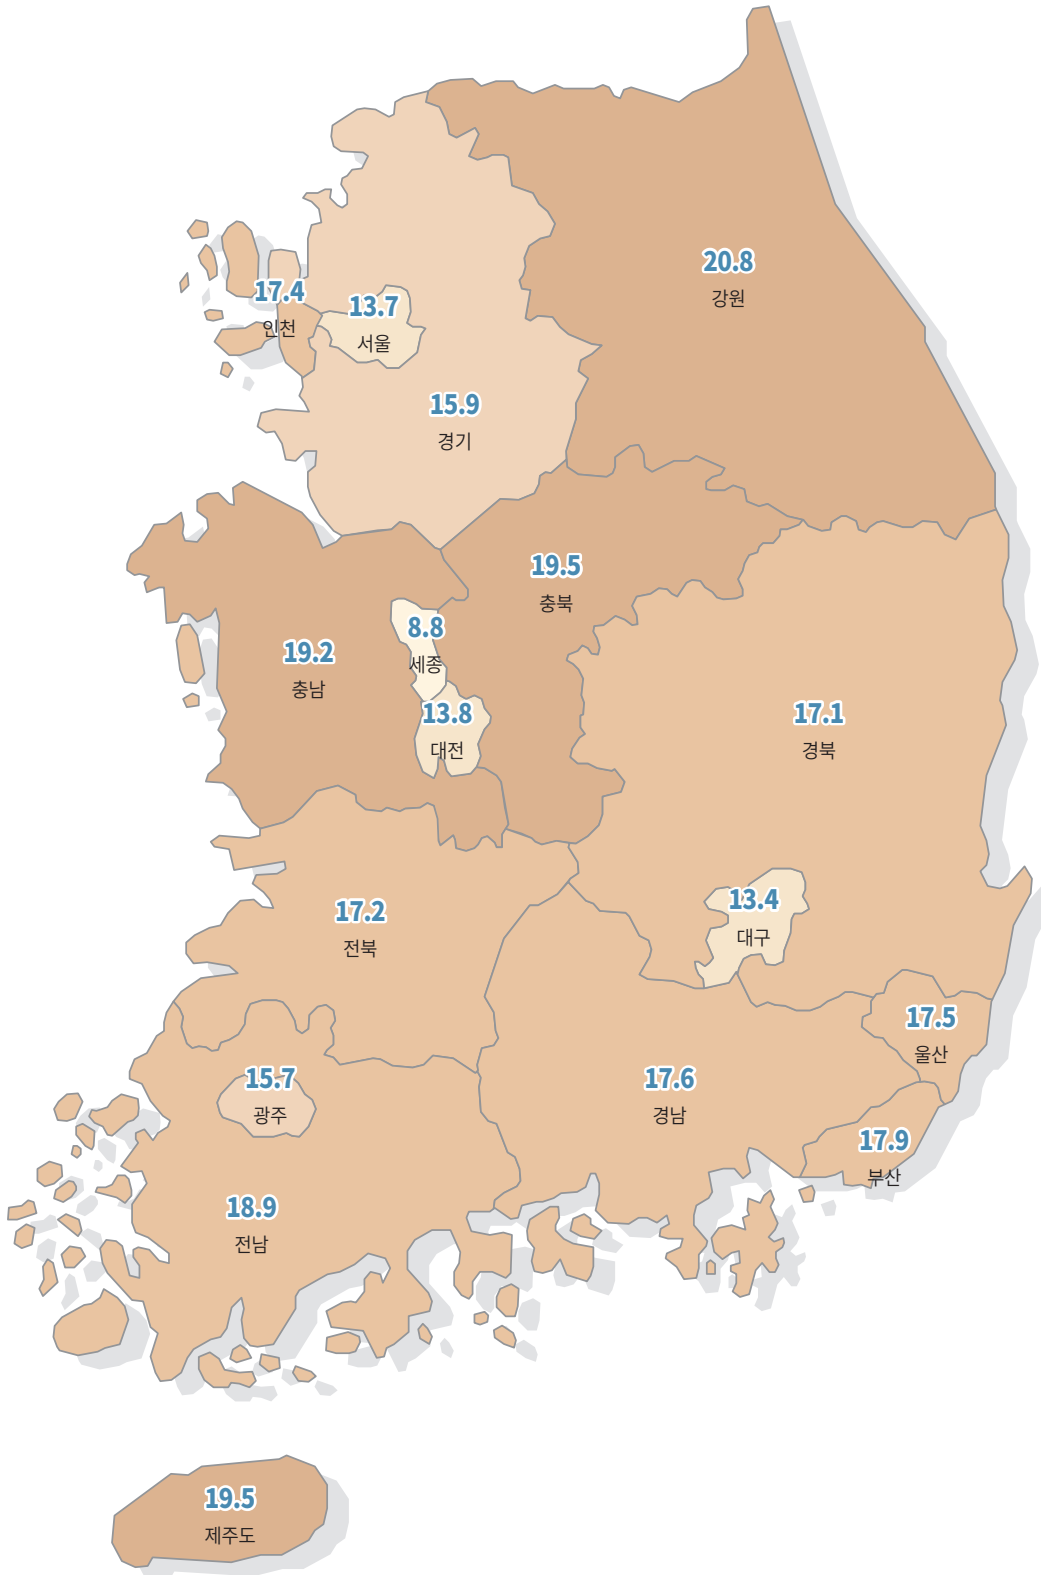 20.8
강원
17.4
인천
13.7
서울
15.9
경기
19.5
충북
8.8
세종
19.2
충남
13.8
대전
17.1
경북
13.4
대구
17.2
전북
17.5
울산
15.7
광주
17.6
경남
17.9
부산
18.9
전남
19.5
제주도